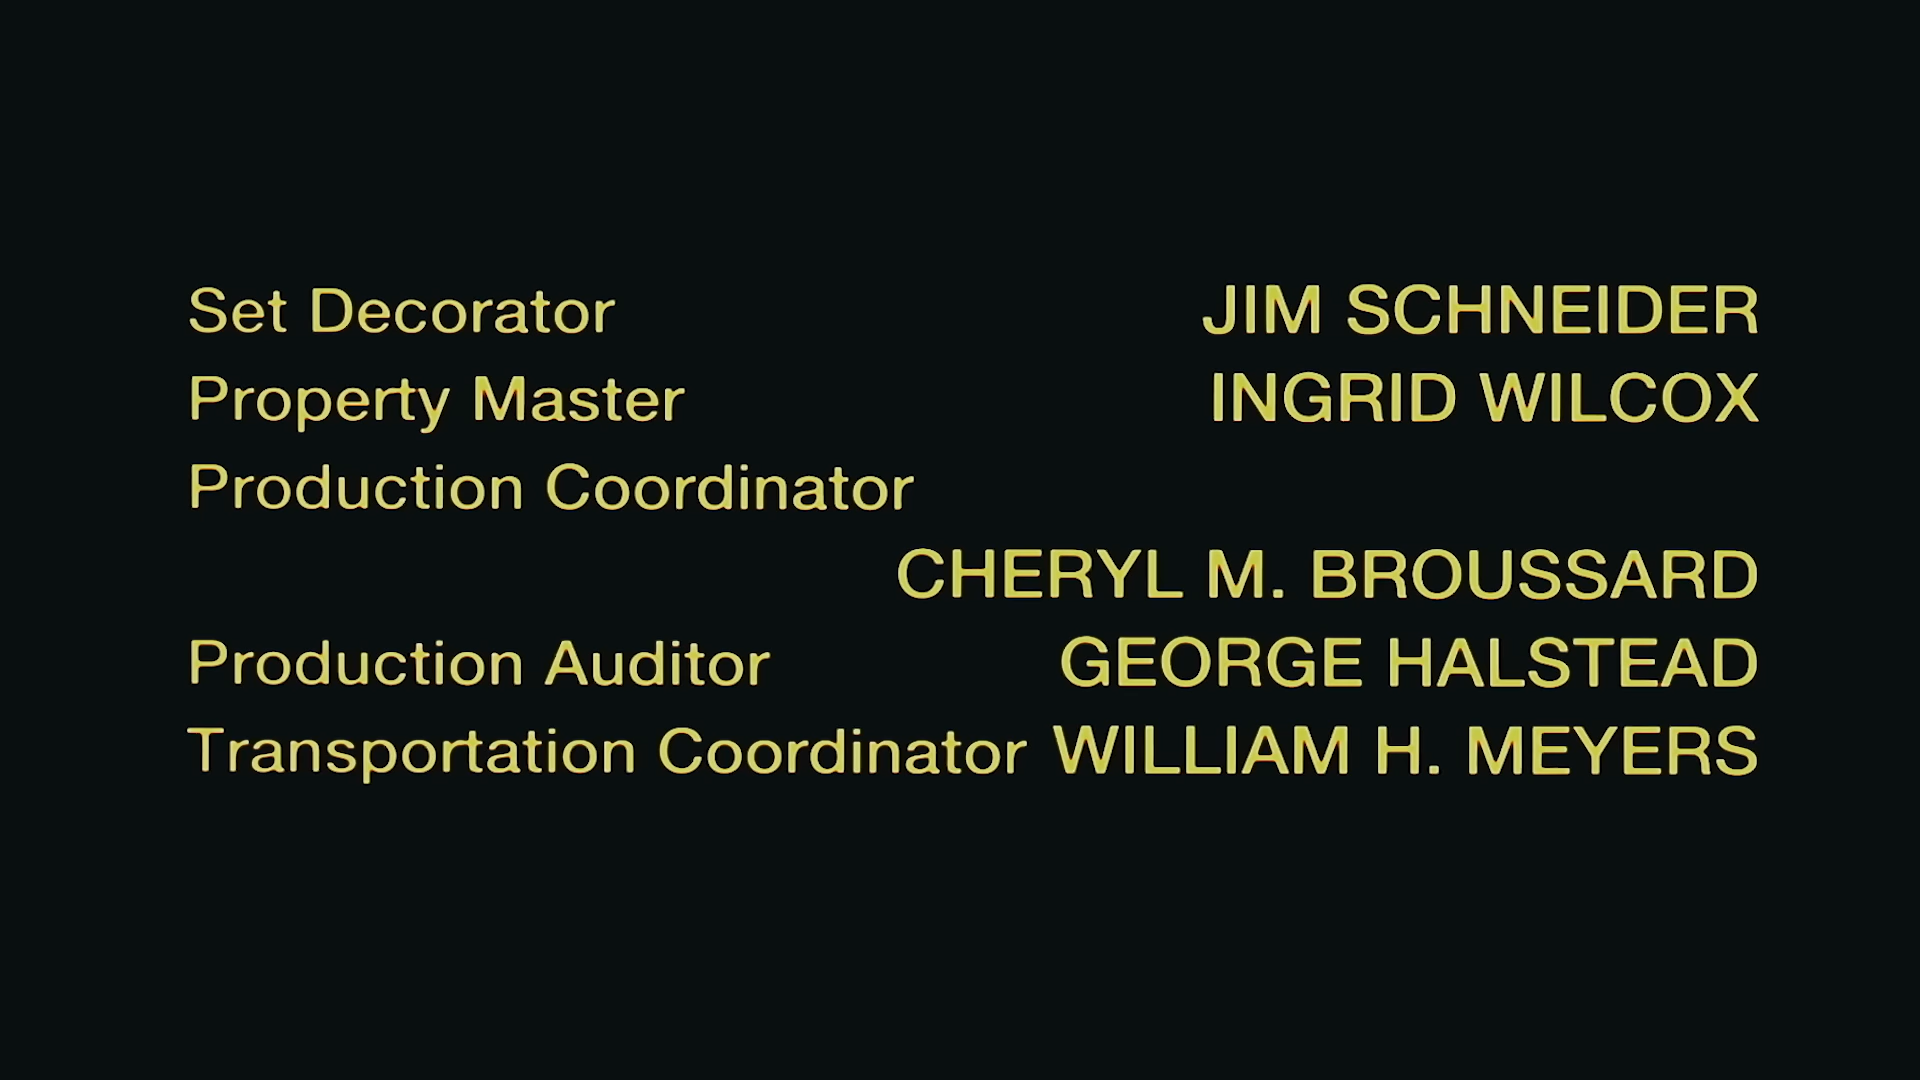 Set Decorator JIM SCHNEIDER
Property Master INGRID WILCOX
Production Coordinator
CHERYL M. BROUSSARD
Production Auditor GEORGE HALSTEAD
Transportation Coordinator WILLIAM H. MEYERS